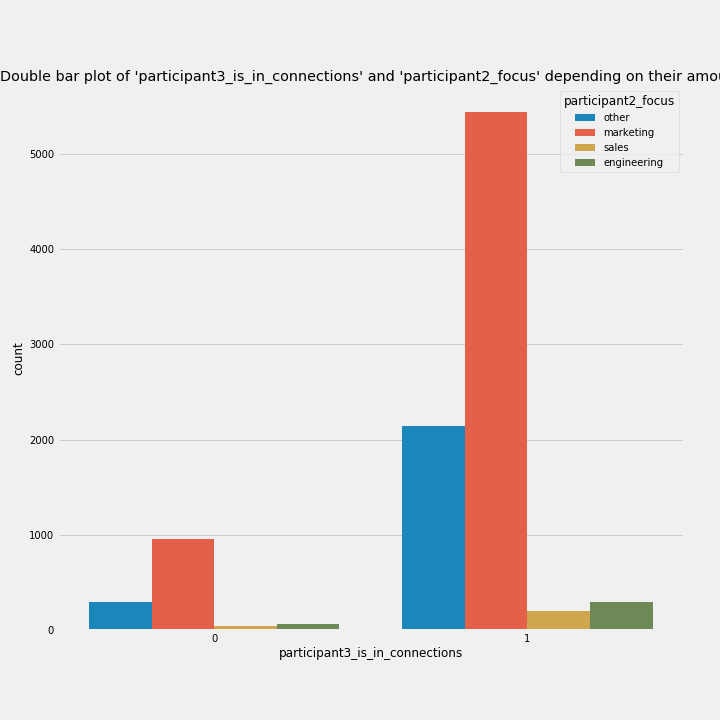 Double bar plot of 'participant3_is_in_connections' and 'participant2_focus' depending on their
participant2_focus
other
marketing
sales
engineering
5000
4000
3000
2000
1000
0
count
0 1
participant3_is_in_connections